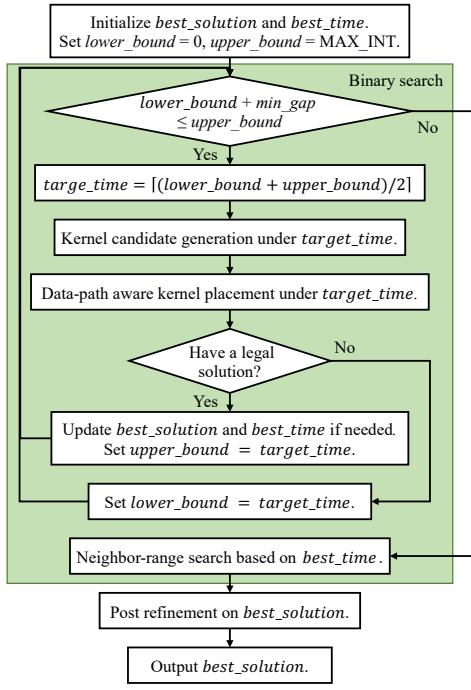 Initialize best_solution and best_time.
Set lower_bound = 0, upper_bound = MAX_INT.
Binary search
lower_bound + min_gap
≤ upper_bound
No
Yes
targe_time = ⌈(lower_bound + upper_bound)/2⌉
Kernel candidate generation under target_time.
Data-path aware kernel placement under target_time.
Have a legal
solution?
No
Yes
Update best_solution and best_time if needed.
Set upper_bound = target_time.
Set lower_bound = target_time.
Neighbor-range search based on best_time.
Post refinement on best_solution.
Output best_solution.